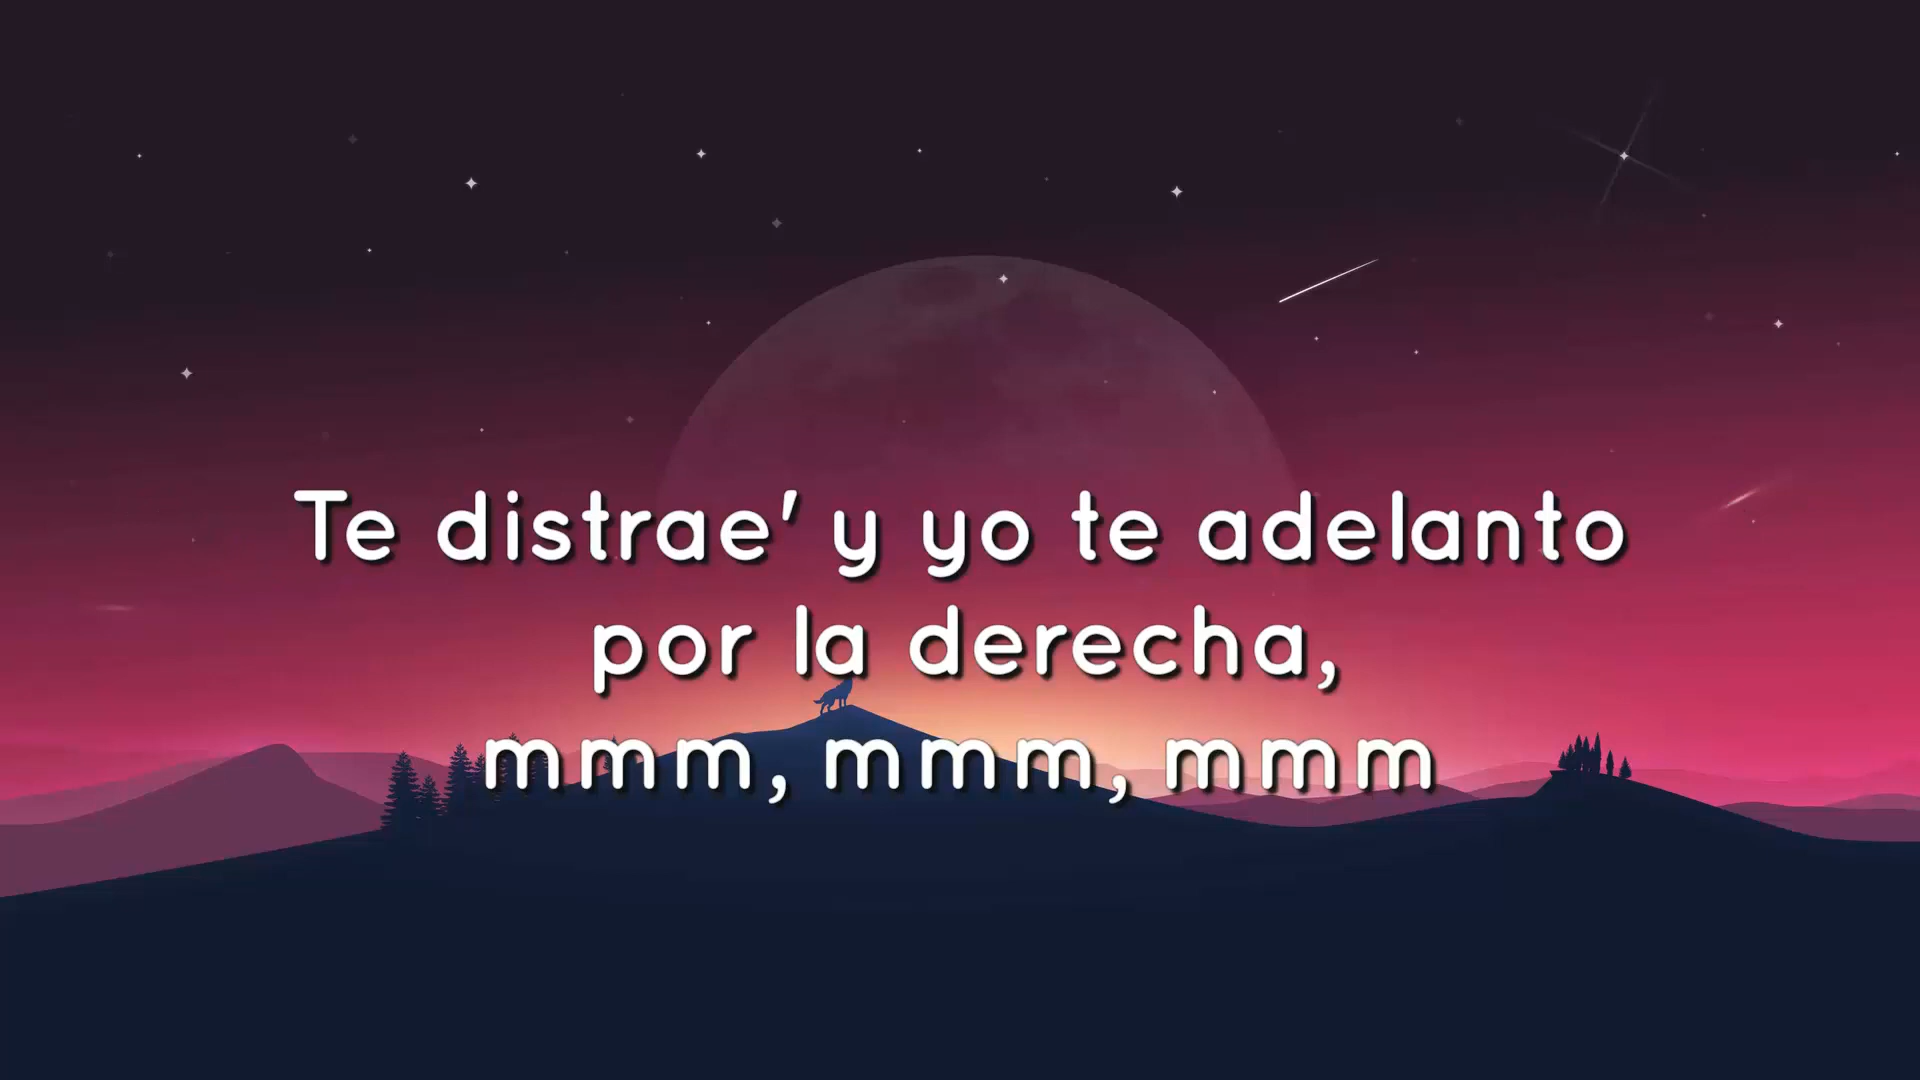 Te distrae' y yo te adelanto
por la derecha,
mmm, mmm, mmm